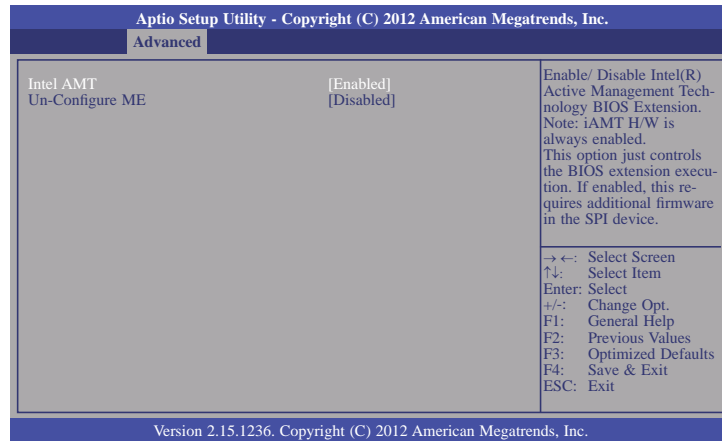 Aptio Setup Utility - Copyright (C) 2012 American Megatrends, Inc.
Advanced
Intel AMT [Enabled]
Un-Configure ME [Disabled]
Enable/ Disable Intel(R)
Active Management Tech-
nology BIOS Extension.
Note: iAMT H/W is
always enabled.
This option just controls
the BIOS extension execu-
tion. If enabled, this re-
quires additional firmware
in the SPI device.
→ ←: Select Screen
↑↓: Select Item
Enter: Select
+/-: Change Opt.
F1: General Help
F2: Previous Values
F3: Optimized Defaults
F4: Save & Exit
ESC: Exit
Version 2.15.1236. Copyright (C) 2012 American Megatrends, Inc.